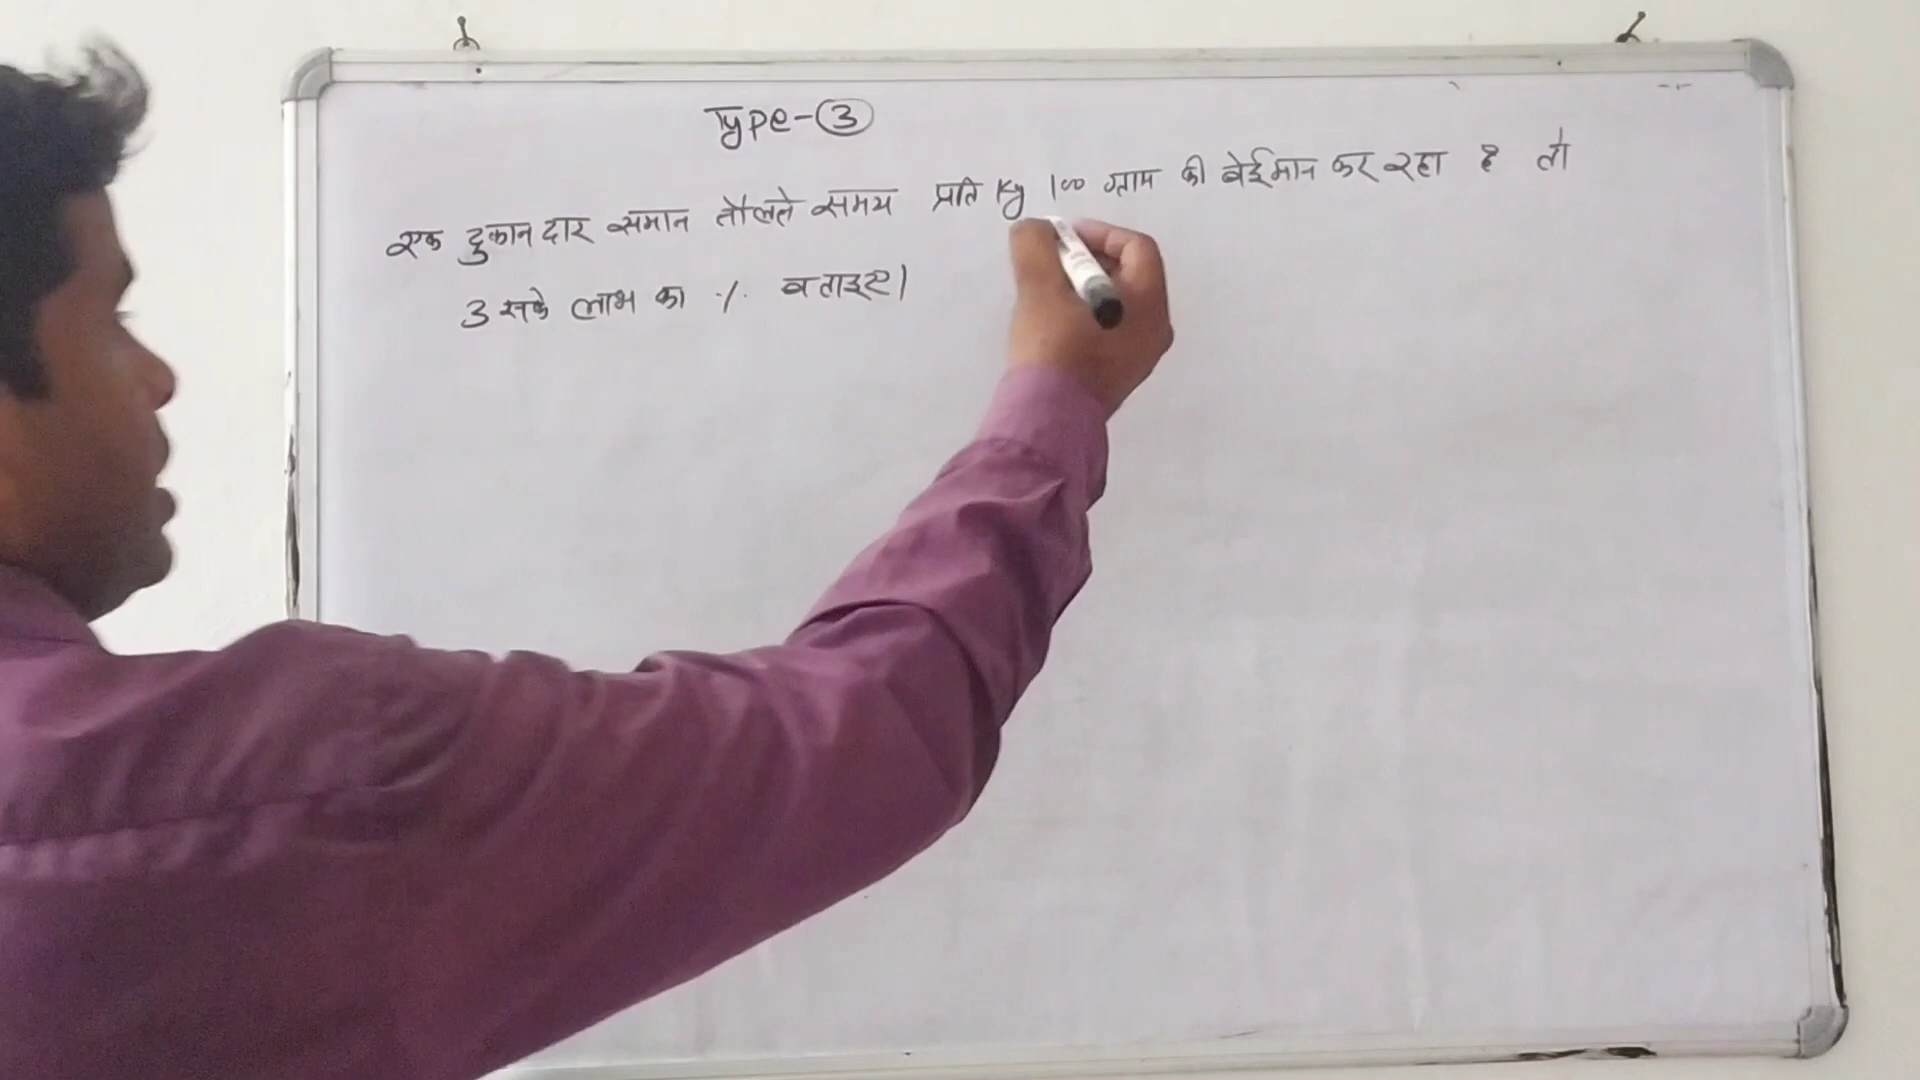 Type-③
एक दुकानदार समान तौलते समय प्रति Kg 100 ग्राम की बेईमान कर रहा है तो
उसके लाभ का % बताइए।